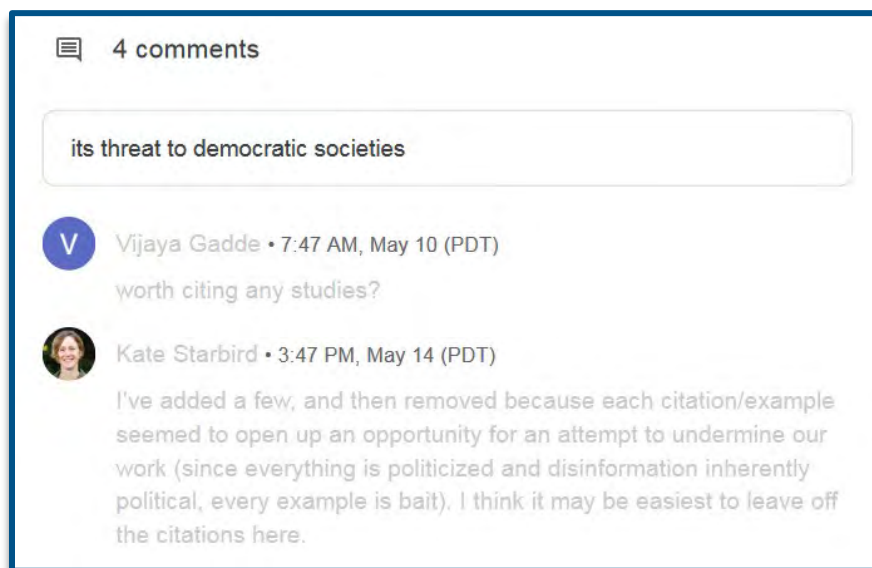 4 comments
its threat to democratic societies
V
Vijaya Gadde • 7:47 AM, May 10 (PDT)
worth citing any studies?
Kate Starbird • 3:47 PM, May 14 (PDT)
I've added a few, and then removed because each citation/example
seemed to open up an opportunity for an attempt to undermine our
work (since everything is politicized and disinformation inherently
political, every example is bait). I think it may be easiest to leave off
the citations here.